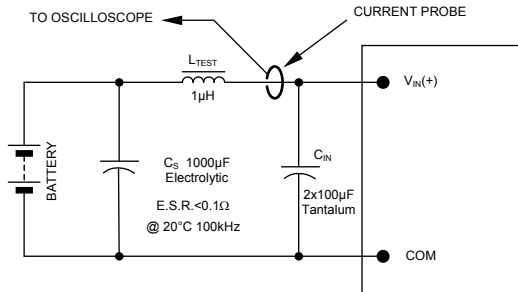 TO OSCILLOSCOPE
CURRENT PROBE
LTEST
1µH
VIN(+)
BATTERY
CS 1000µF
Electrolytic
E.S.R.<0.1Ω
@ 20°C 100kHz
CIN
2x100µF
Tantalum
COM